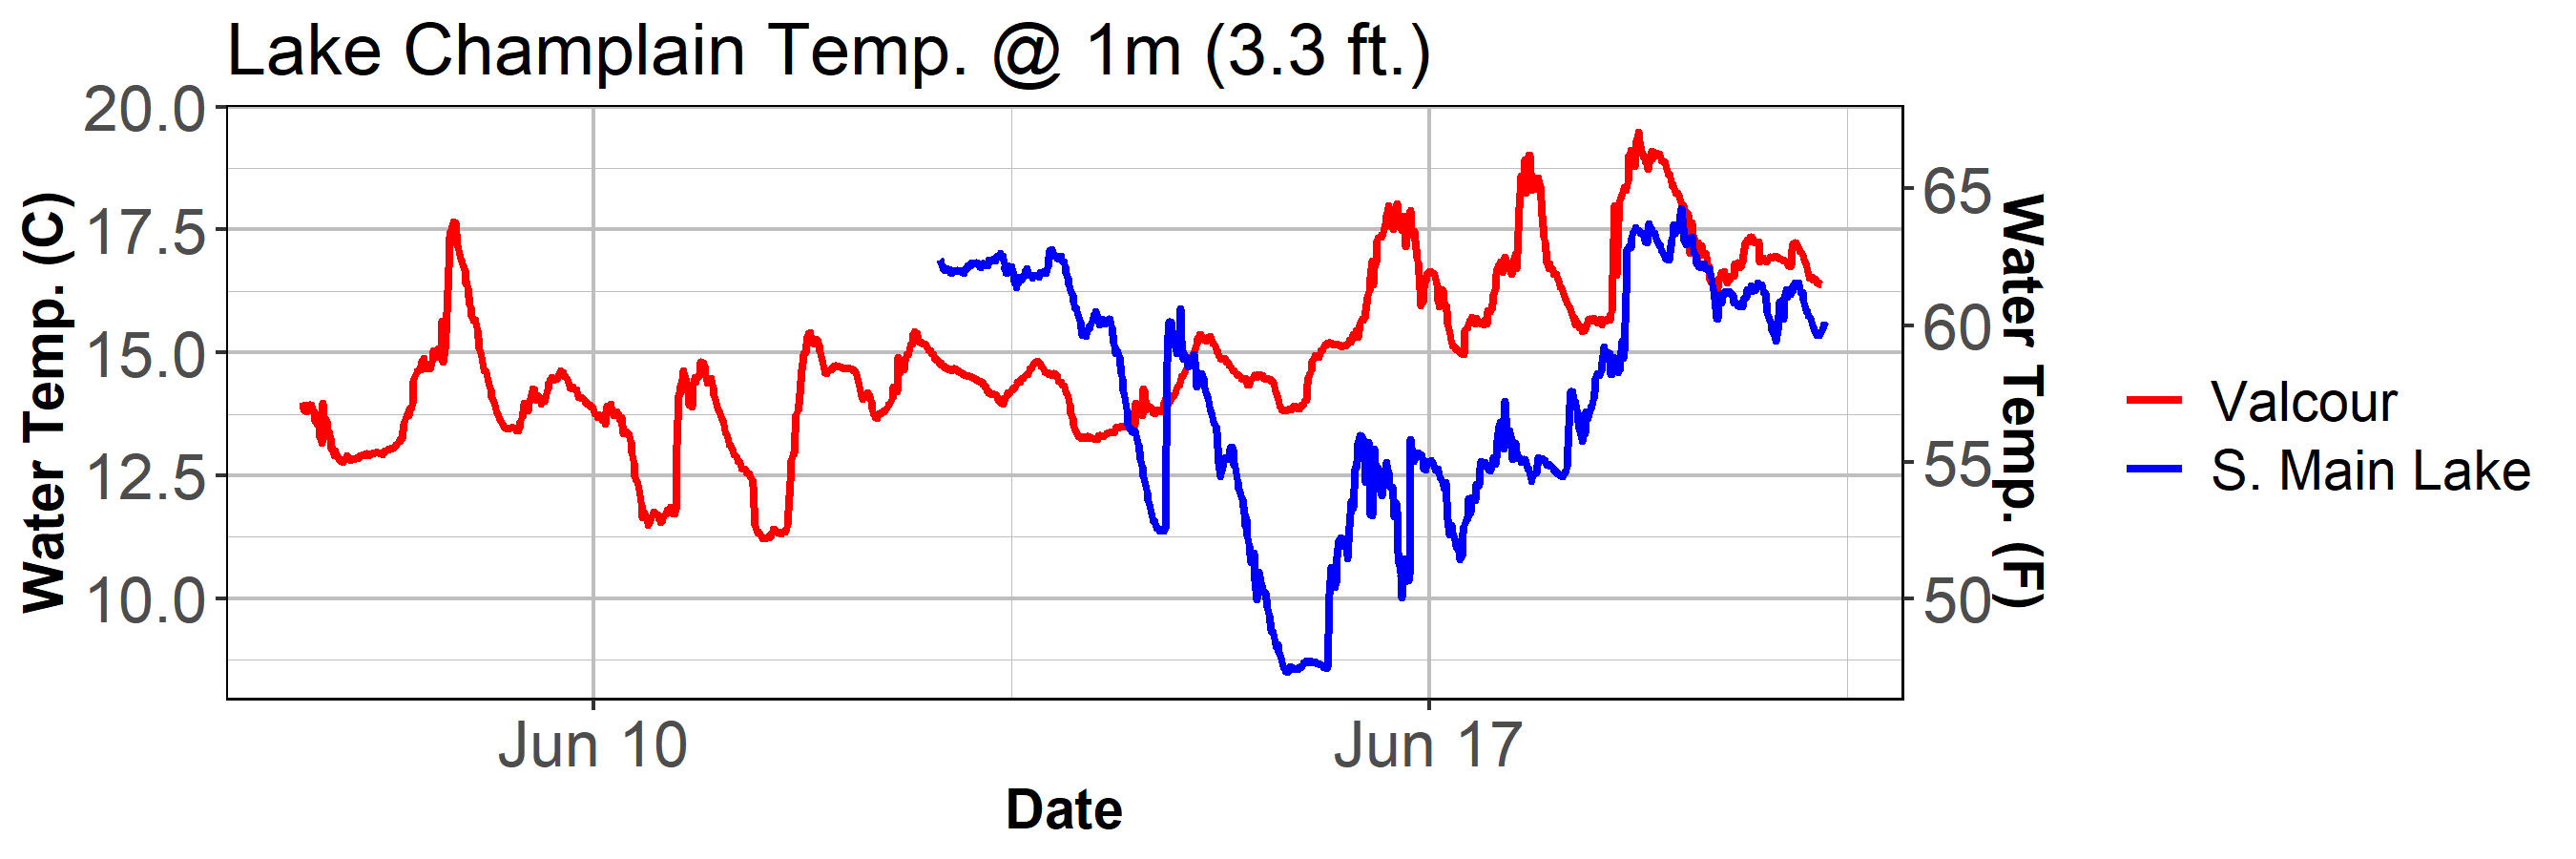 Lake Champlain Temp. @ 1m (3.3 ft.)
Water Temp. (C)
20.0
17.5
15.0
12.5
10.0
65
60
55
50
Water Temp. (F)
Jun 10
Jun 17
Date
Valcour
S. Main Lake